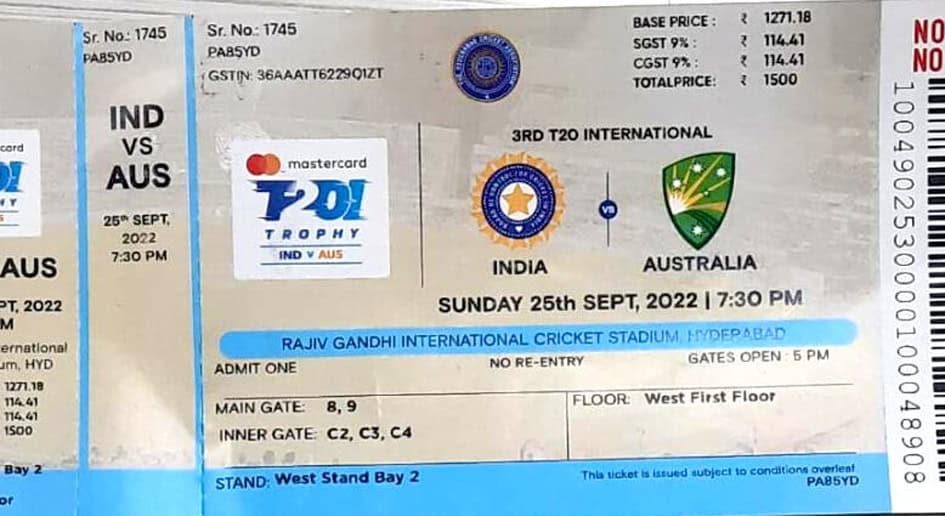 card
HY
AUS
PT, 2022
M
ernational
um, HYD
1271.18
114.41
114.41
1500
Bay 2
or
Sr. No.: 1745
PA85YD
IND
VS
AUS
25th SEPT,
2022
7:30 PM
Sr. No.: 1745
PA85YD
GSTIN: 36AAATT6229Q1ZT
BASE PRICE : ₹ 1271.18
SGST 9% : ₹ 114.41
CGST 9% : ₹ 114.41
TOTALPRICE: ₹ 1500
mastercard
T20I
TROPHY
IND v AUS
3RD T20 INTERNATIONAL
VS
INDIA
AUSTRALIA
SUNDAY 25th SEPT, 2022 | 7:30 PM
RAJIV GANDHI INTERNATIONAL CRICKET STADIUM, HYDERABAD
ADMIT ONE NO RE-ENTRY GATES OPEN : 5 PM
MAIN GATE: 8, 9
FLOOR: West First Floor
INNER GATE: C2, C3, C4
STAND: West Stand Bay 2
This ticket is issued subject to conditions overleaf
PA85YD
NO
NO
10049025300001000048908